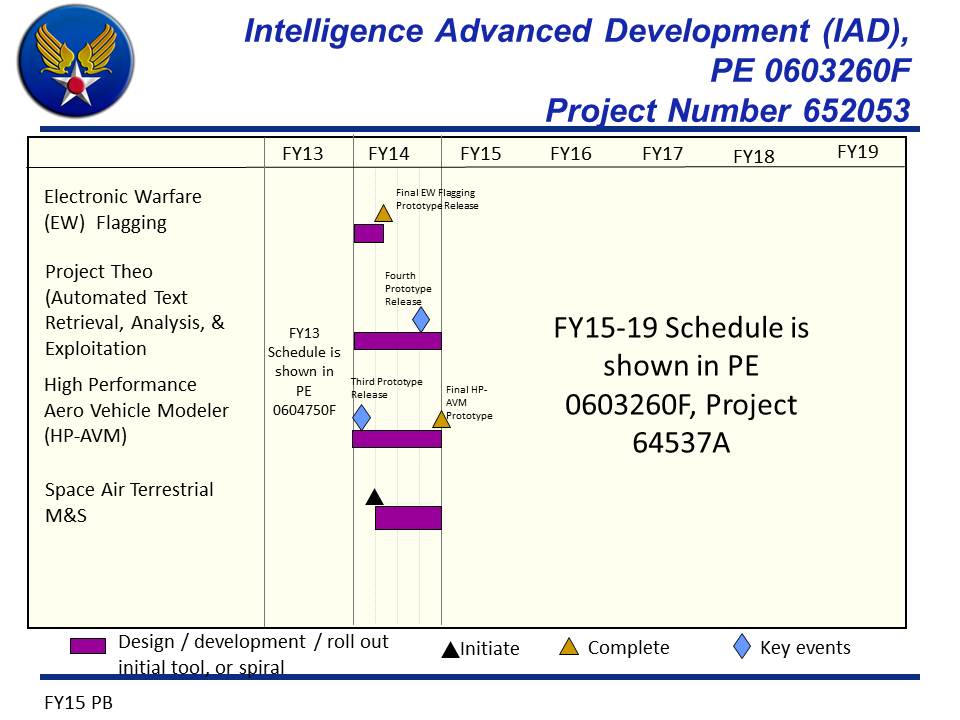 Intelligence Advanced Development (IAD),
PE 0603260F
Project Number 652053
FY13
FY14
FY15
FY16
FY17
FY18
FY19
Electronic Warfare
(EW) Flagging
Final EW Flagging
Prototype Release
Project Theo
(Automated Text
Retrieval, Analysis, &
Exploitation
Fourth
Prototype
Release
FY13
Schedule is
shown in
PE
0604750F
FY15-19 Schedule is
shown in PE
0603260F, Project
64537A
High Performance
Aero Vehicle Modeler
(HP-AVM)
Third Prototype
Release
Final HP-
AVM
Prototype
Space Air Terrestrial
M&S
Design / development / roll out
initial tool, or spiral
Initiate
Complete
Key events
FY15 PB